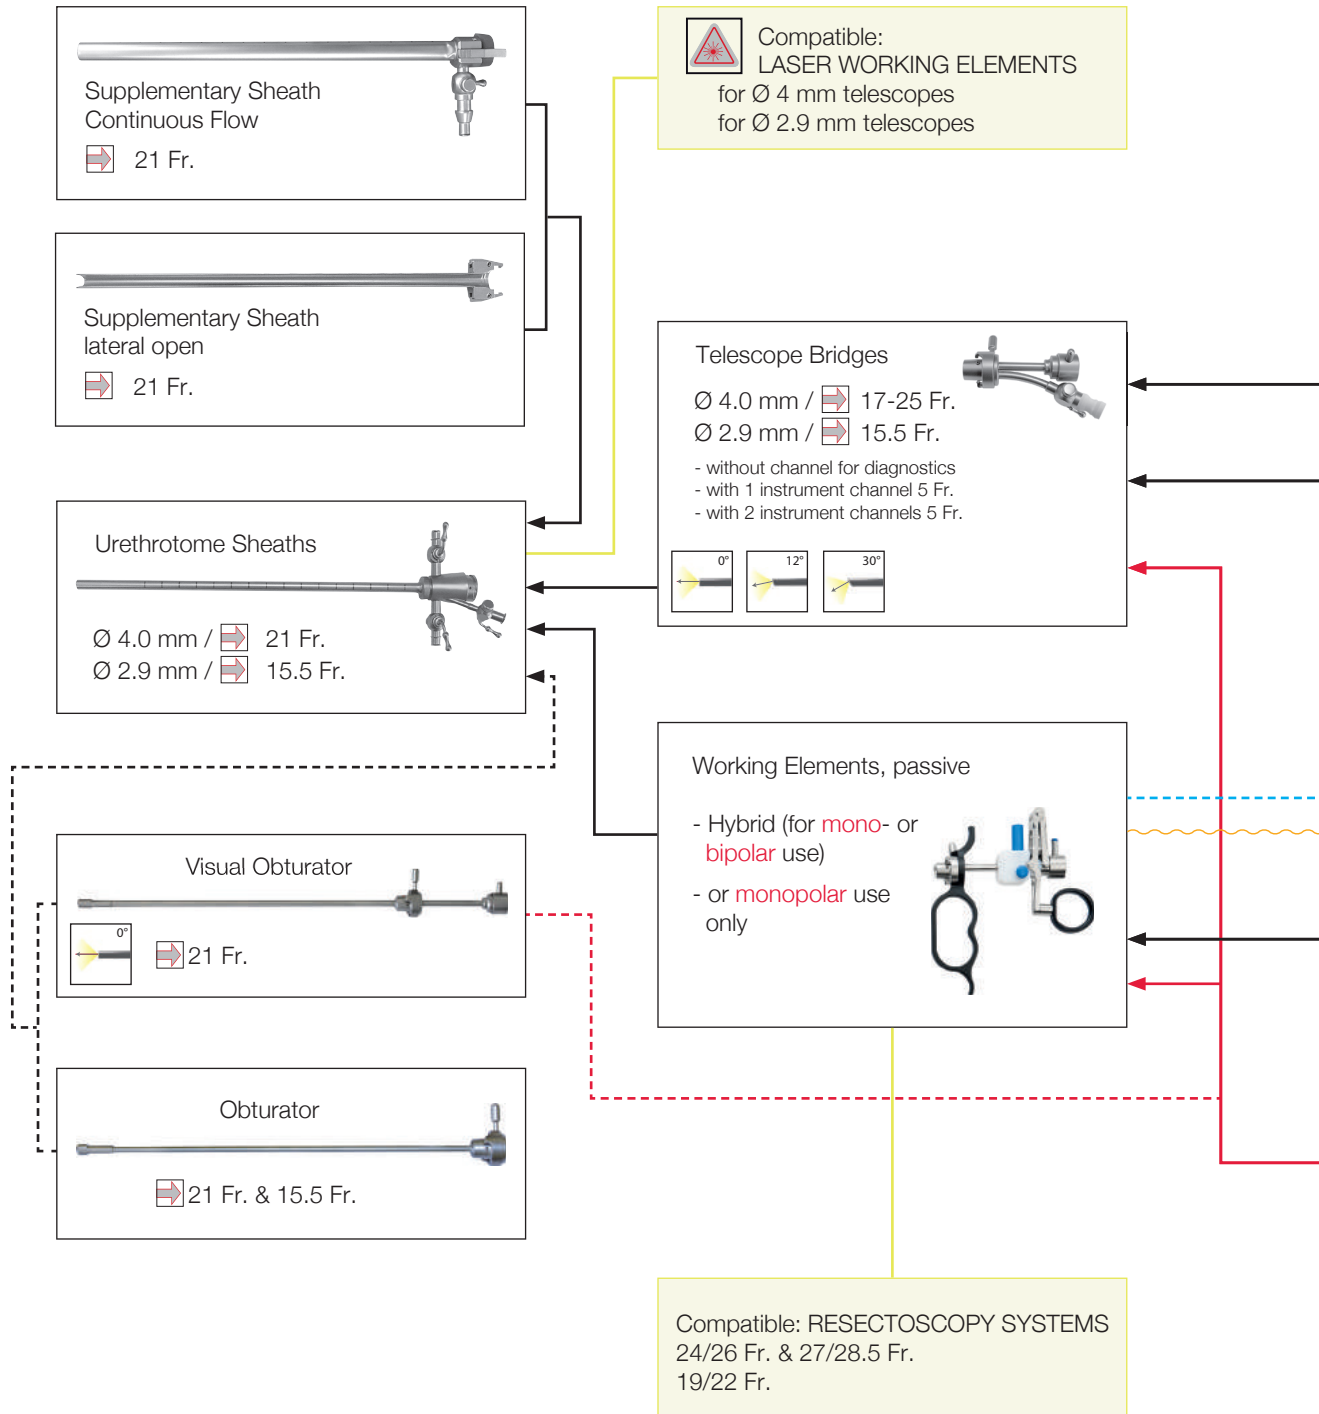 Supplementary Sheath
Continuous Flow
21 Fr.
Supplementary Sheath
lateral open
21 Fr.
Urethrotome Sheaths
Ø 4.0 mm / 21 Fr.
Ø 2.9 mm / 15.5 Fr.
Visual Obturator
0°
21 Fr.
Obturator
21 Fr. & 15.5 Fr.
Compatible:
LASER WORKING ELEMENTS
for Ø 4 mm telescopes
for Ø 2.9 mm telescopes
Telescope Bridges
Ø 4.0 mm / 17-25 Fr.
Ø 2.9 mm / 15.5 Fr.
- without channel for diagnostics
- with 1 instrument channel 5 Fr.
- with 2 instrument channels 5 Fr.
0° 12° 30°
Working Elements, passive
- Hybrid (for mono- or
bipolar use)
- or monopolar use
only
Compatible: RESECTOSCOPY SYSTEMS
24/26 Fr. & 27/28.5 Fr.
19/22 Fr.